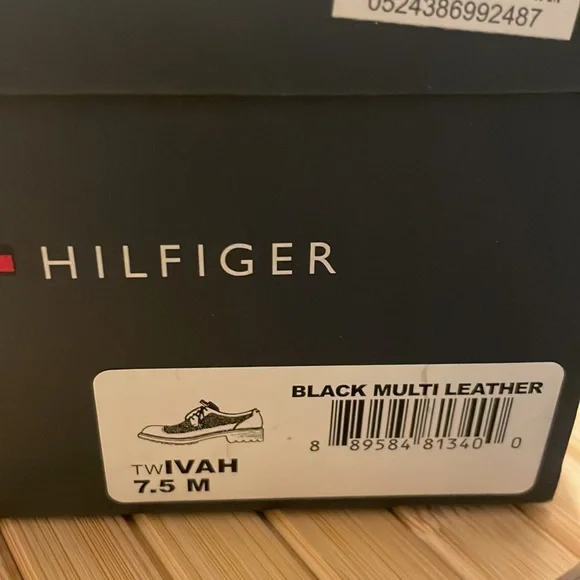 0524386992487
HILFIGER
BLACK MULTI LEATHER
8 89584 81340 0
TWIVAH
7.5 M